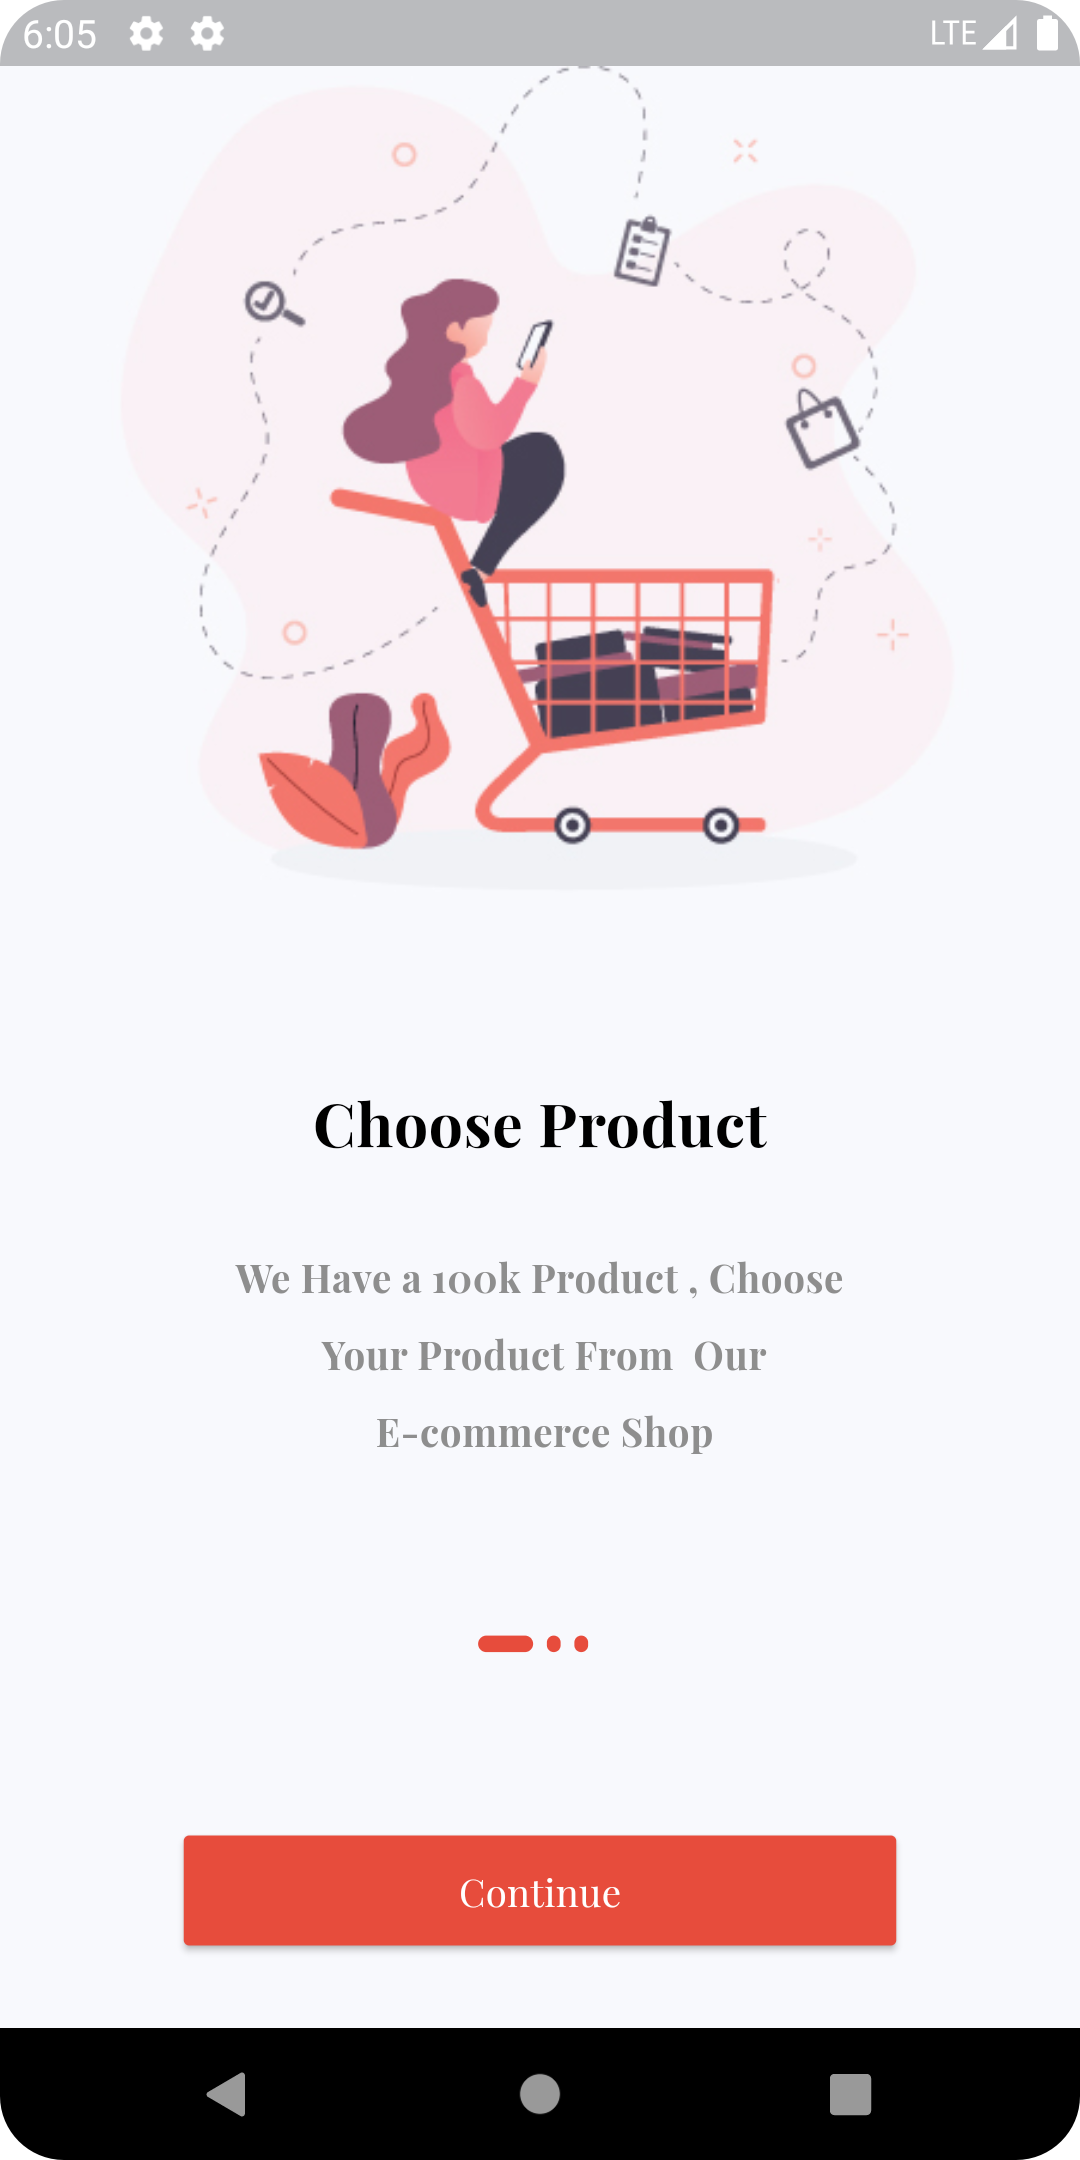 6:05 LTE
Choose Product
We Have a 100k Product , Choose
Your Product From  Our
E-commerce Shop
Continue